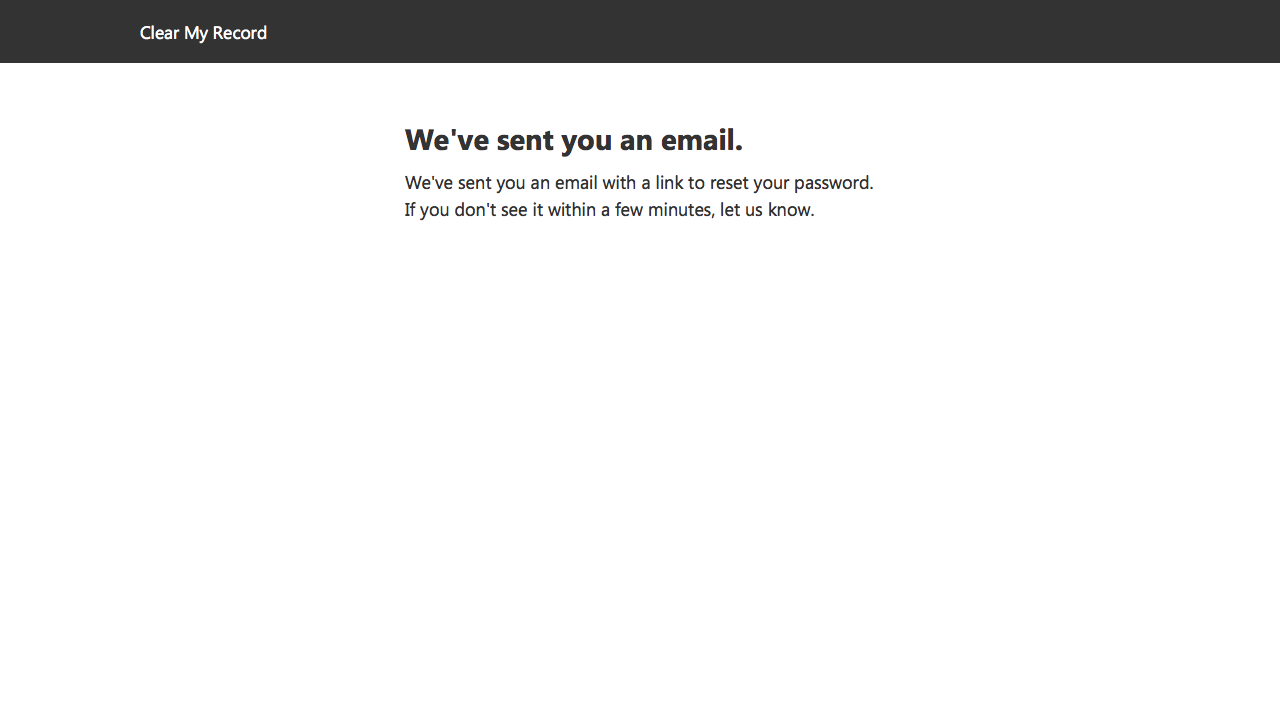 Clear My Record
We've sent you an email.
We've sent you an email with a link to reset your password.
If you don't see it within a few minutes, let us know.